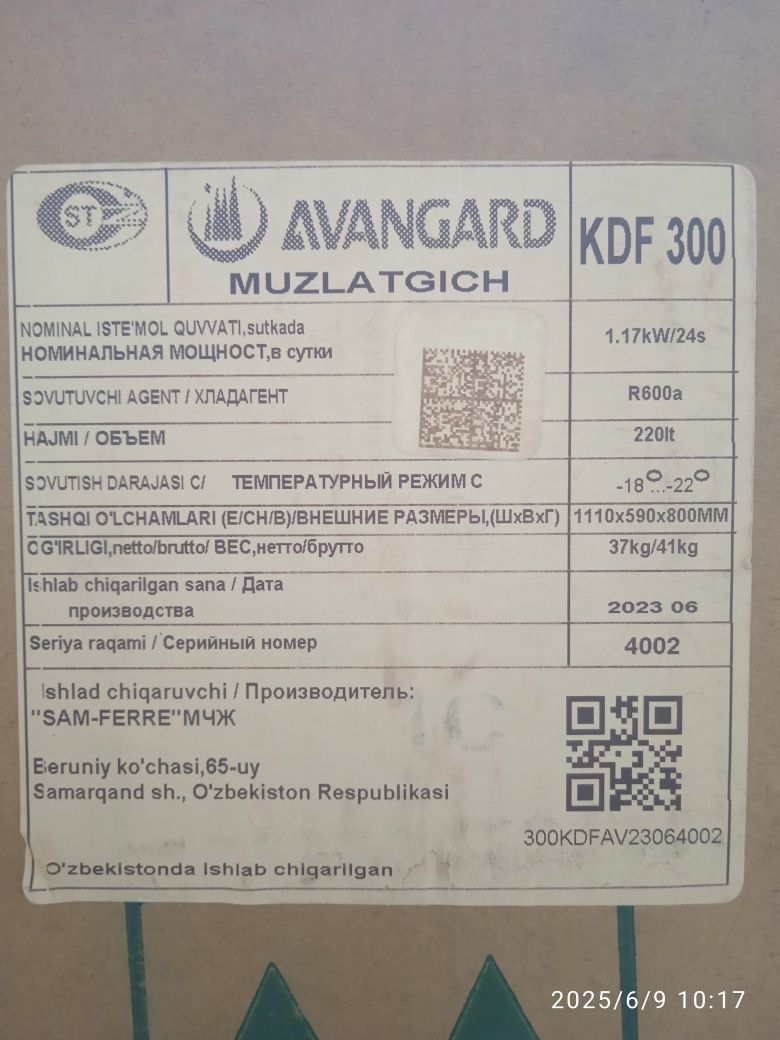 ST
AVANGARD
MUZLATGICH
KDF 300
NOMINAL ISTE'MOL QUVVATI,sutkada
НОМИНАЛЬНАЯ МОЩНОСТ,в сутки
1.17kW/24s
SOVUTUVCHI AGENT / ХЛАДАГЕНТ
R600a
HAJMI / ОБЪЕМ
220lt
SOVUTISH DARAJASI C/ ТЕМПЕРАТУРНЫЙ РЕЖИМ С
-18°...-22°
TASHQI O'LCHAMLARI (E/CH/B)/ВНЕШНИЕ РАЗМЕРЫ,(ШхВхГ)
1110x590x800MM
OG'IRLIGI,netto/brutto/ ВЕС,нетто/брутто
37kg/41kg
Ishlab chiqarilgan sana / Дата
производства
2023 06
Seriya raqami / Серийный номер
4002
Ishlad chiqaruvchi / Производитель:
"SAM-FERRE"МЧЖ
Beruniy ko'chasi,65-uy
Samarqand sh., O'zbekiston Respublikasi
300KDFAV23064002
O'zbekistonda ishlab chiqarilgan
2025/6/9 10:17